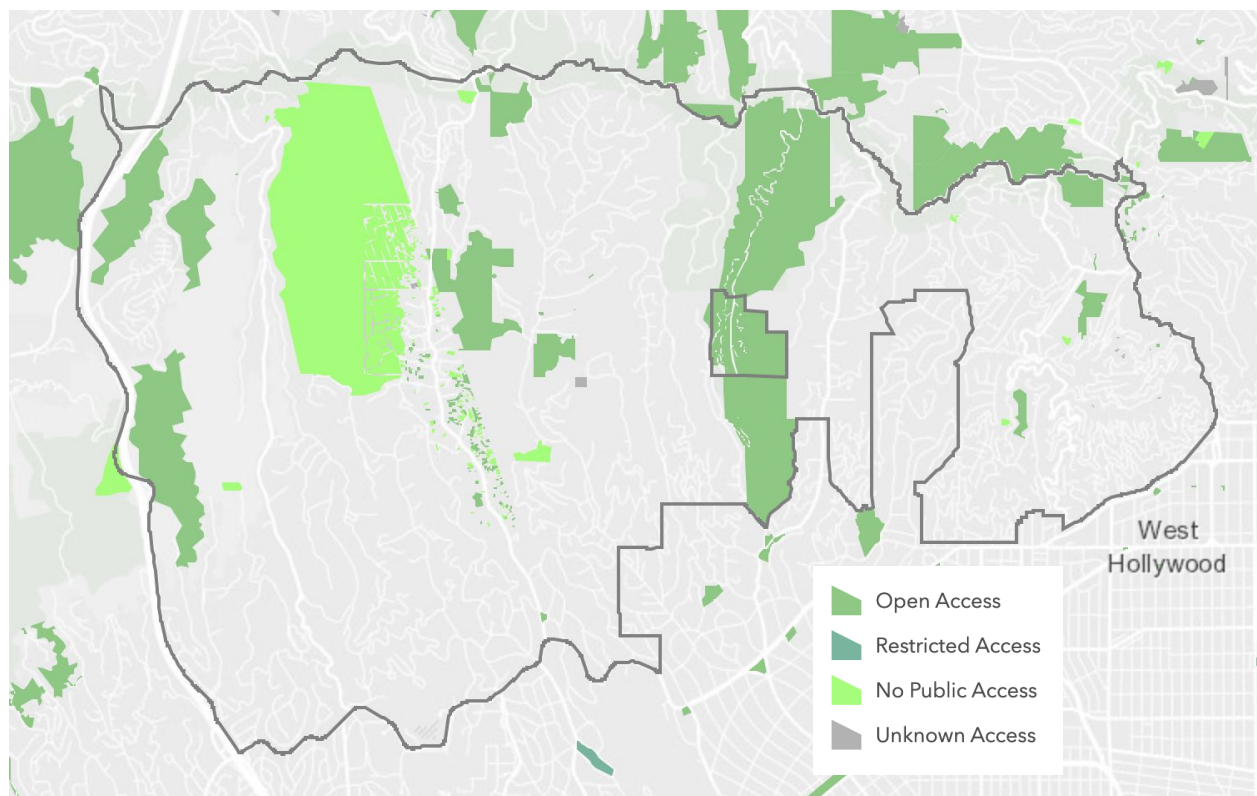 West
Hollywood
Open Access
Restricted Access
No Public Access
Unknown Access